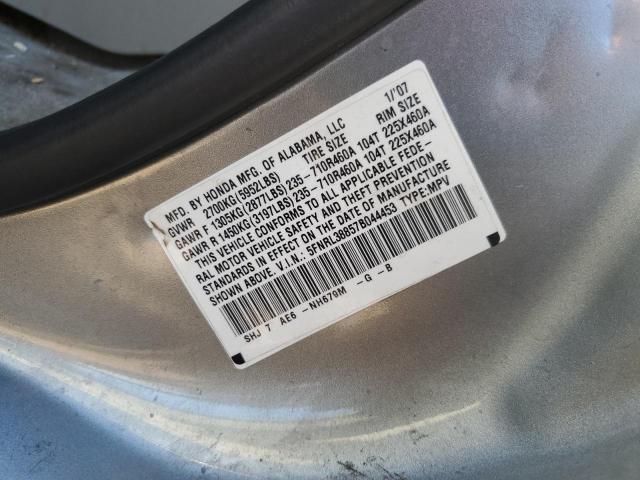 MFD. BY HONDA MFG. OF ALABAMA, LLC 1/'07
GVWR 2700KG(5952LBS) TIRE SIZE RIM SIZE
GAWR F 1305KG(2877LBS)235-710R460A 104T 225X460A
GAWR R 1450KG(3197LBS)235-710R460A 104T 225X460A
THIS VEHICLE CONFORMS TO ALL APPLICABLE FEDE-
RAL MOTOR VEHICLE SAFETY AND THEFT PREVENTION
STANDARDS IN EFFECT ON THE DATE OF MANUFACTURE
SHOWN ABOVE. V.I.N.: 5FNRL38857B044453 TYPE:MPV
SHJ T AE6 -NH679M -G -B